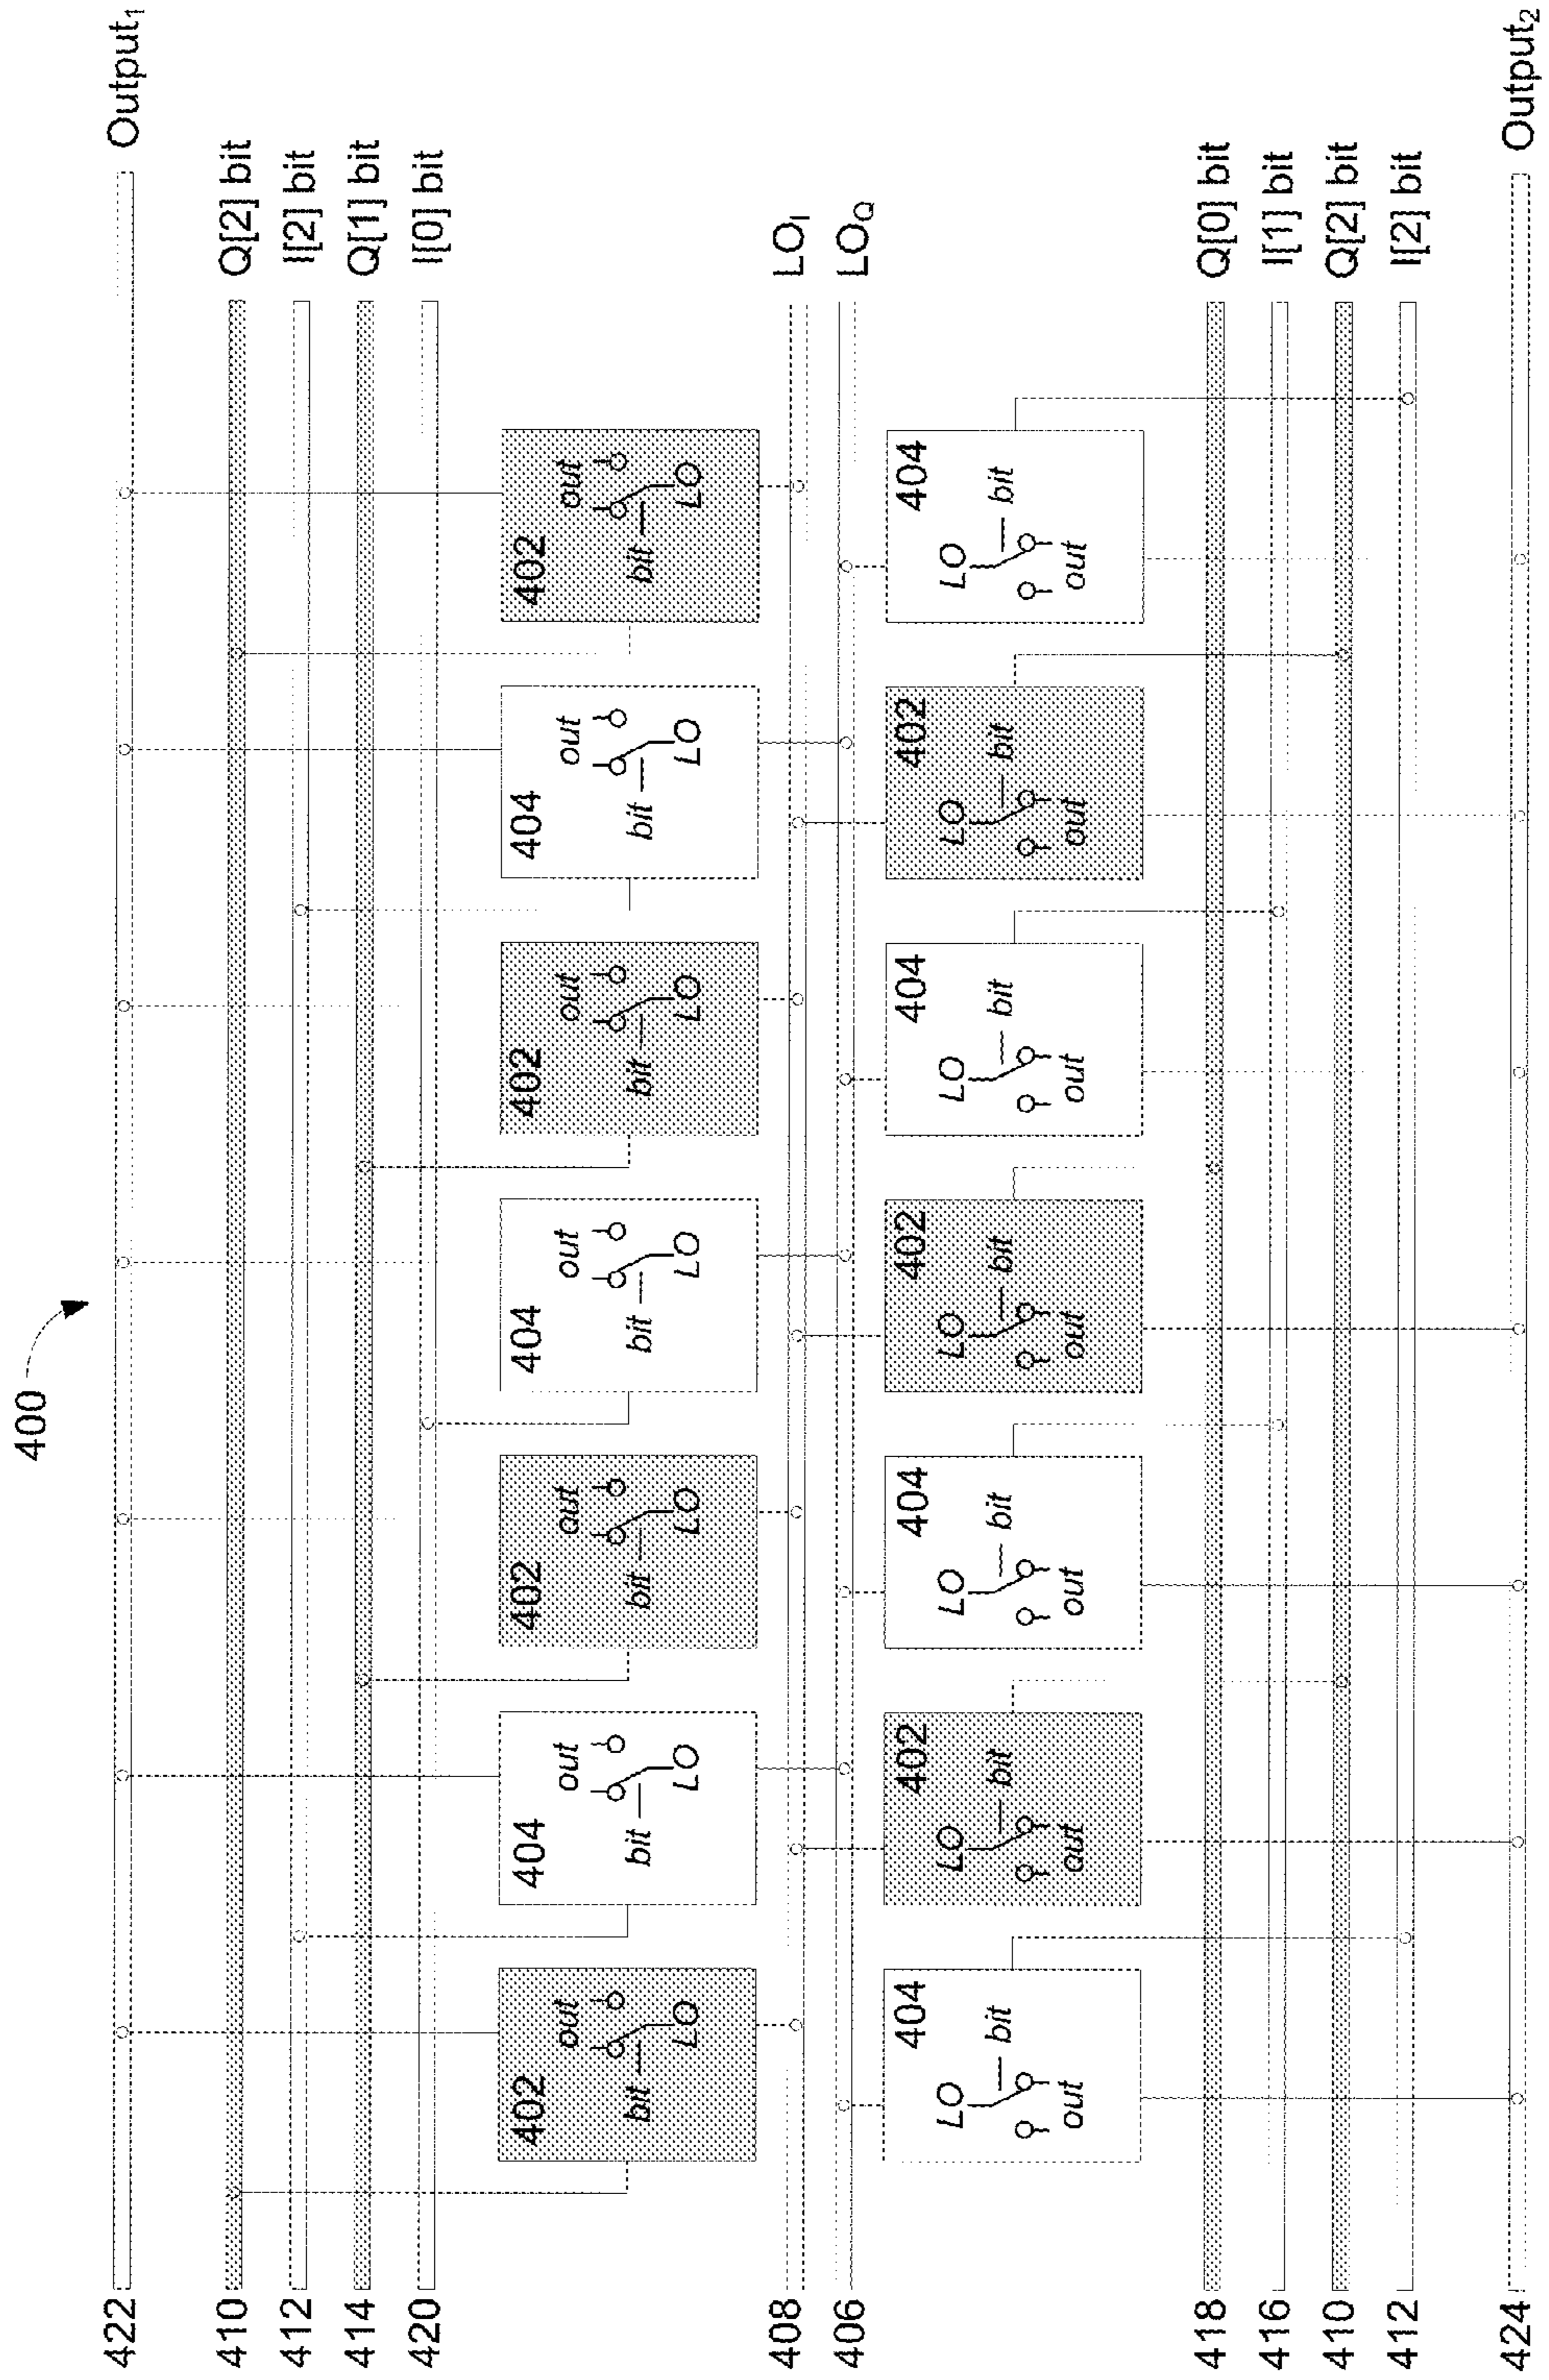 400
422
Output₁
410
Q[2] bit
412
I[2] bit
414
Q[1] bit
420
I[0] bit
402
out
bit
LO
404
out
bit
LO
402
out
bit
LO
404
out
bit
LO
402
out
bit
LO
404
out
bit
LO
402
out
bit
LO
408
LO_I
406
LO_Q
404
LO
bit
out
402
LO
bit
out
404
LO
bit
out
402
LO
bit
out
404
LO
bit
out
402
LO
bit
out
404
LO
bit
out
418
Q[0] bit
416
I[1] bit
410
Q[2] bit
412
I[2] bit
424
Output₂